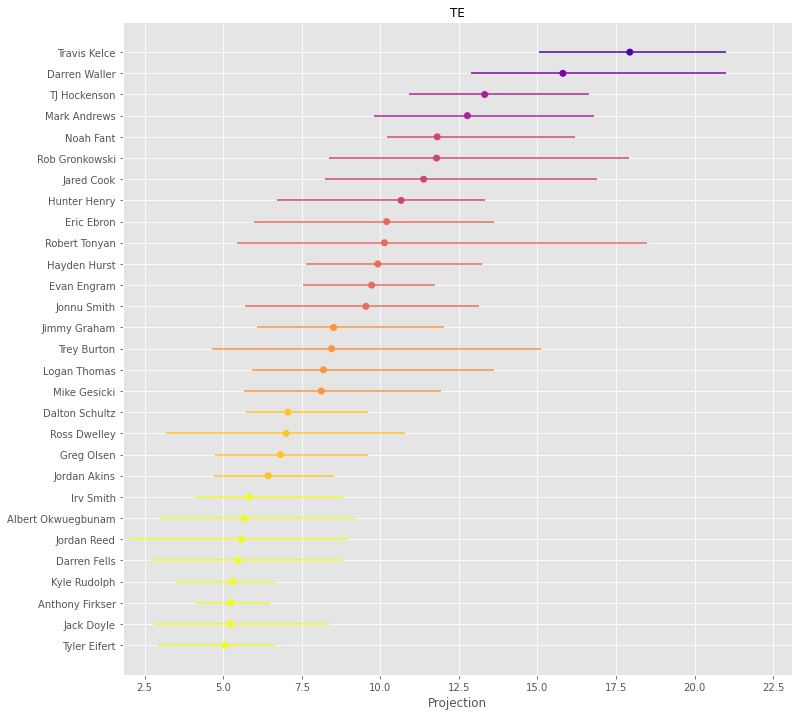 TE
Travis Kelce
Darren Waller
TJ Hockenson
Mark Andrews
Noah Fant
Rob Gronkowski
Jared Cook
Hunter Henry
Eric Ebron
Robert Tonyan
Hayden Hurst
Evan Engram
Jonnu Smith
Jimmy Graham
Trey Burton
Logan Thomas
Mike Gesicki
Dalton Schultz
Ross Dwelley
Greg Olsen
Jordan Akins
Irv Smith
Albert Okwuegbunam
Jordan Reed
Darren Fells
Kyle Rudolph
Anthony Firkser
Jack Doyle
Tyler Eifert
2.5 5.0 7.5 10.0 12.5 15.0 17.5 20.0 22.5
Projection